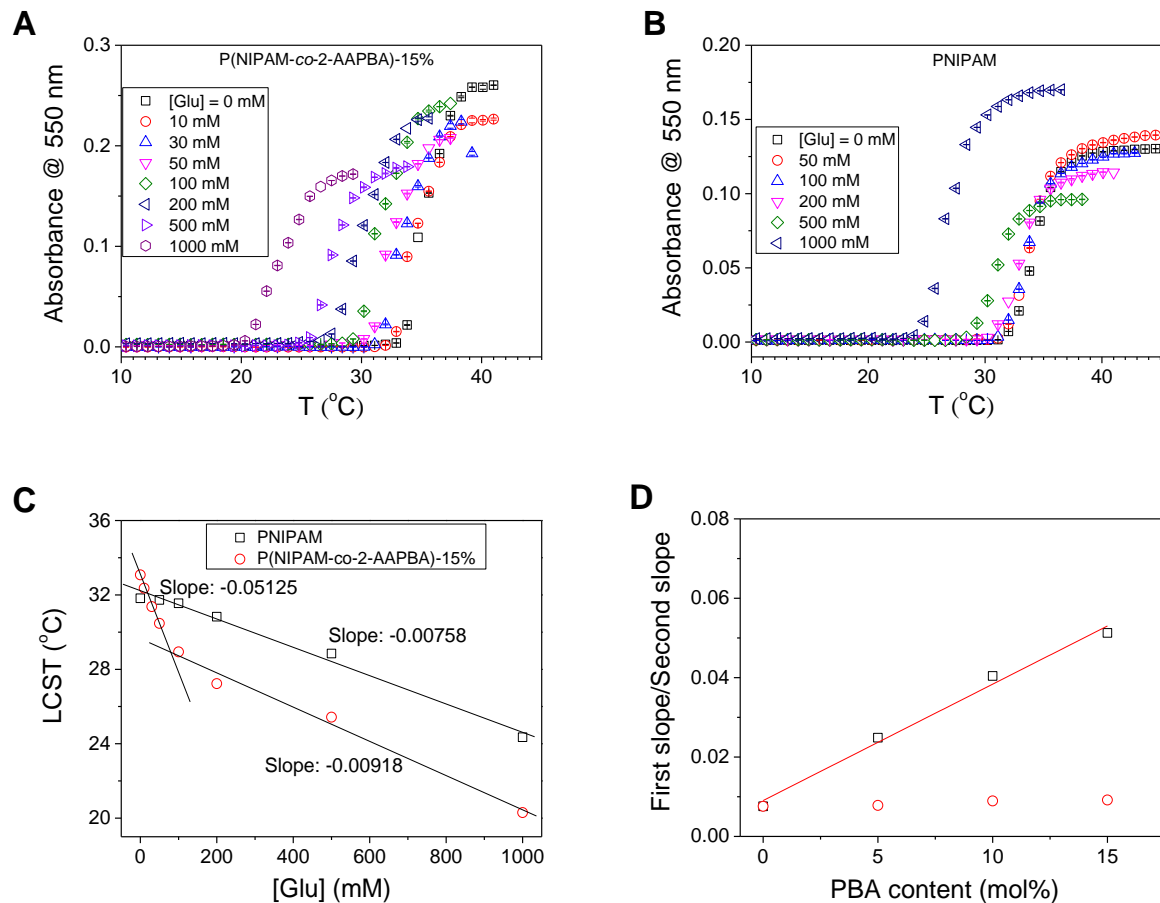 A
P(NIPAM-co-2-AAPBA)-15%
[Glu] = 0 mM
10 mM
30 mM
50 mM
100 mM
200 mM
500 mM
1000 mM
0.3
0.2
0.1
0.0
Absorbance @ 550 nm
10
20
30
40
T (°C)
B
PNIPAM
[Glu] = 0 mM
50 mM
100 mM
200 mM
500 mM
1000 mM
0.20
0.15
0.10
0.05
0.00
Absorbance @ 550 nm
10
20
30
40
T (°C)
C
PNIPAM
P(NIPAM-co-2-AAPBA)-15%
Slope: -0.05125
Slope: -0.00758
Slope: -0.00918
36
32
28
24
20
LCST (°C)
0
200
400
600
800
1000
[Glu] (mM)
D
0.08
0.06
0.04
0.02
0.00
First slope/Second slope
0
5
10
15
PBA content (mol%)